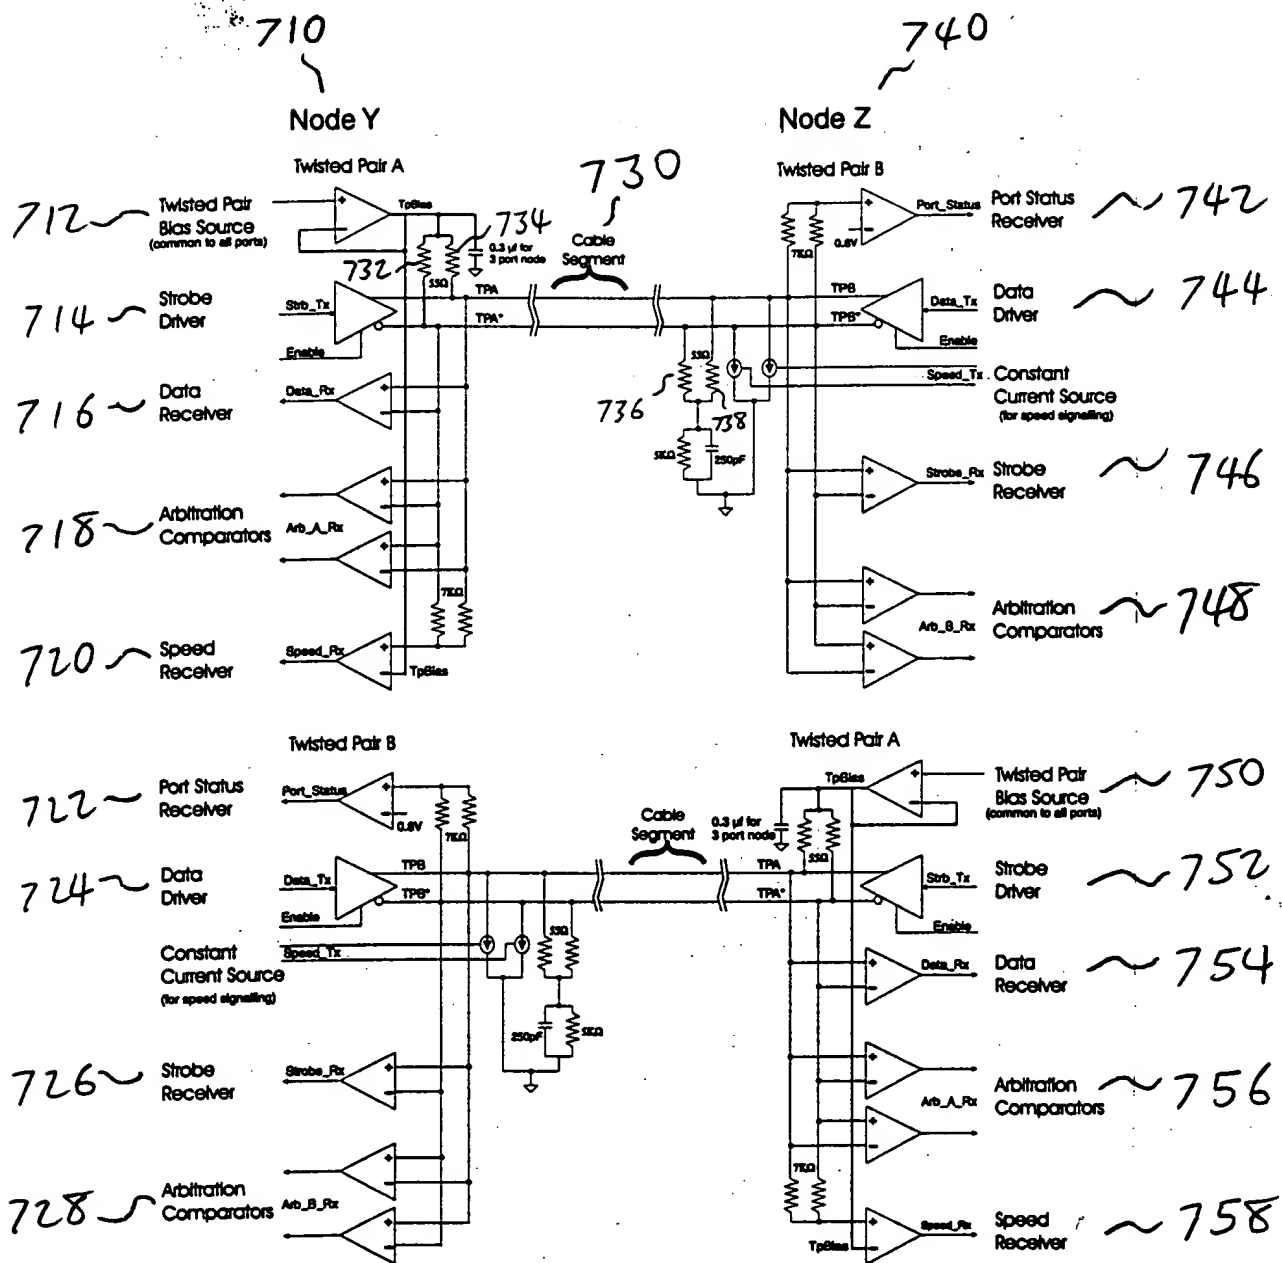 710
740
Node Y
Node Z
Twisted Pair A
730
Twisted Pair B
712
Twisted Pair
Bias Source
(common to all ports)
TpBias
734
732
55Ω
0.3 µf for
3 port node
Cable
Segment
7KΩ
0.8V
Port_Status
Port Status
Receiver
742
714
Strobe
Driver
Strb_Tx
Enable
TPA
TPA*
TPB
TPB*
Data_Tx
Enable
Data
Driver
744
716
Data
Receiver
Data_Rx
736
55Ω
738
5KΩ
250pF
Speed_Tx
Constant
Current Source
(for speed signalling)
718
Arbitration
Comparators
Arb_A_Rx
Strobe_Rx
Strobe
Receiver
746
7KΩ
720
Speed
Receiver
Speed_Rx
TpBias
Arb_B_Rx
Arbitration
Comparators
748
Twisted Pair B
Twisted Pair A
722
Port Status
Receiver
Port_Status
0.8V
7KΩ
Cable
Segment
0.3 µf for
3 port node
TpBias
55Ω
Twisted Pair
Bias Source
(common to all ports)
750
724
Data
Driver
Data_Tx
Enable
TPB
TPB*
TPA
TPA*
Strb_Tx
Enable
Strobe
Driver
752
Constant
Current Source
(for speed signalling)
Speed_Tx
55Ω
250pF
5KΩ
Data_Rx
Data
Receiver
754
726
Strobe
Receiver
Strobe_Rx
Arb_A_Rx
Arbitration
Comparators
756
728
Arbitration
Comparators
Arb_B_Rx
7KΩ
TpBias
Speed_Rx
Speed
Receiver
758